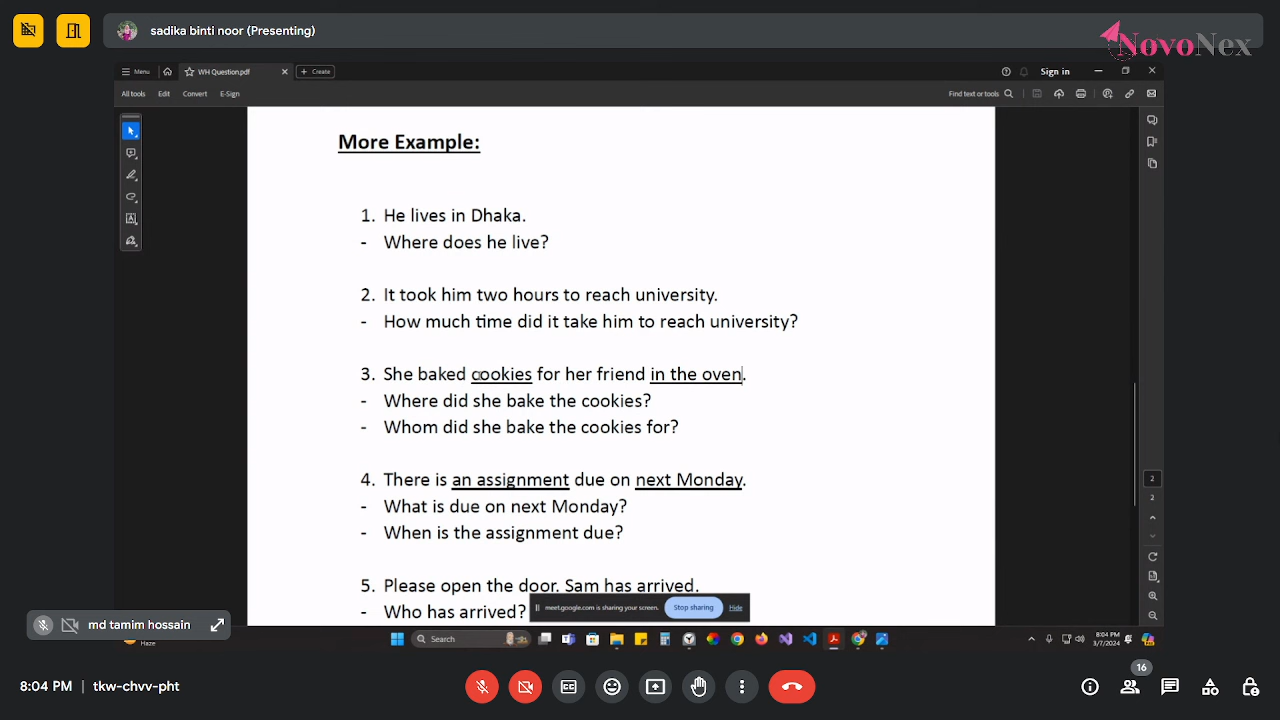 sadika binti noor (Presenting)
NovoNex
Menu
WH Question.pdf
+ Create
Sign in
All tools Edit Convert E-Sign
Find text or tools
More Example:
1. He lives in Dhaka.
- Where does he live?
2. It took him two hours to reach university.
- How much time did it take him to reach university?
3. She baked cookies for her friend in the oven.
- Where did she bake the cookies?
- Whom did she bake the cookies for?
4. There is an assignment due on next Monday.
- What is due on next Monday?
- When is the assignment due?
5. Please open the door. Sam has arrived.
- Who has arrived?
2
2
meet.google.com is sharing your screen. Stop sharing Hide
md tamim hossain
Haze
Search
8:04 PM
3/7/2024
16
8:04 PM | tkw-chvv-pht